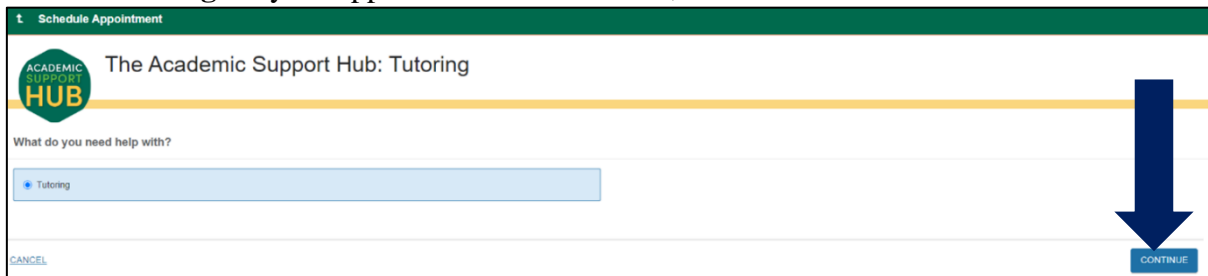 Schedule Appointment
ACADEMIC
SUPPORT
HUB
The Academic Support Hub: Tutoring
What do you need help with?
Tutoring
CANCEL
CONTINUE